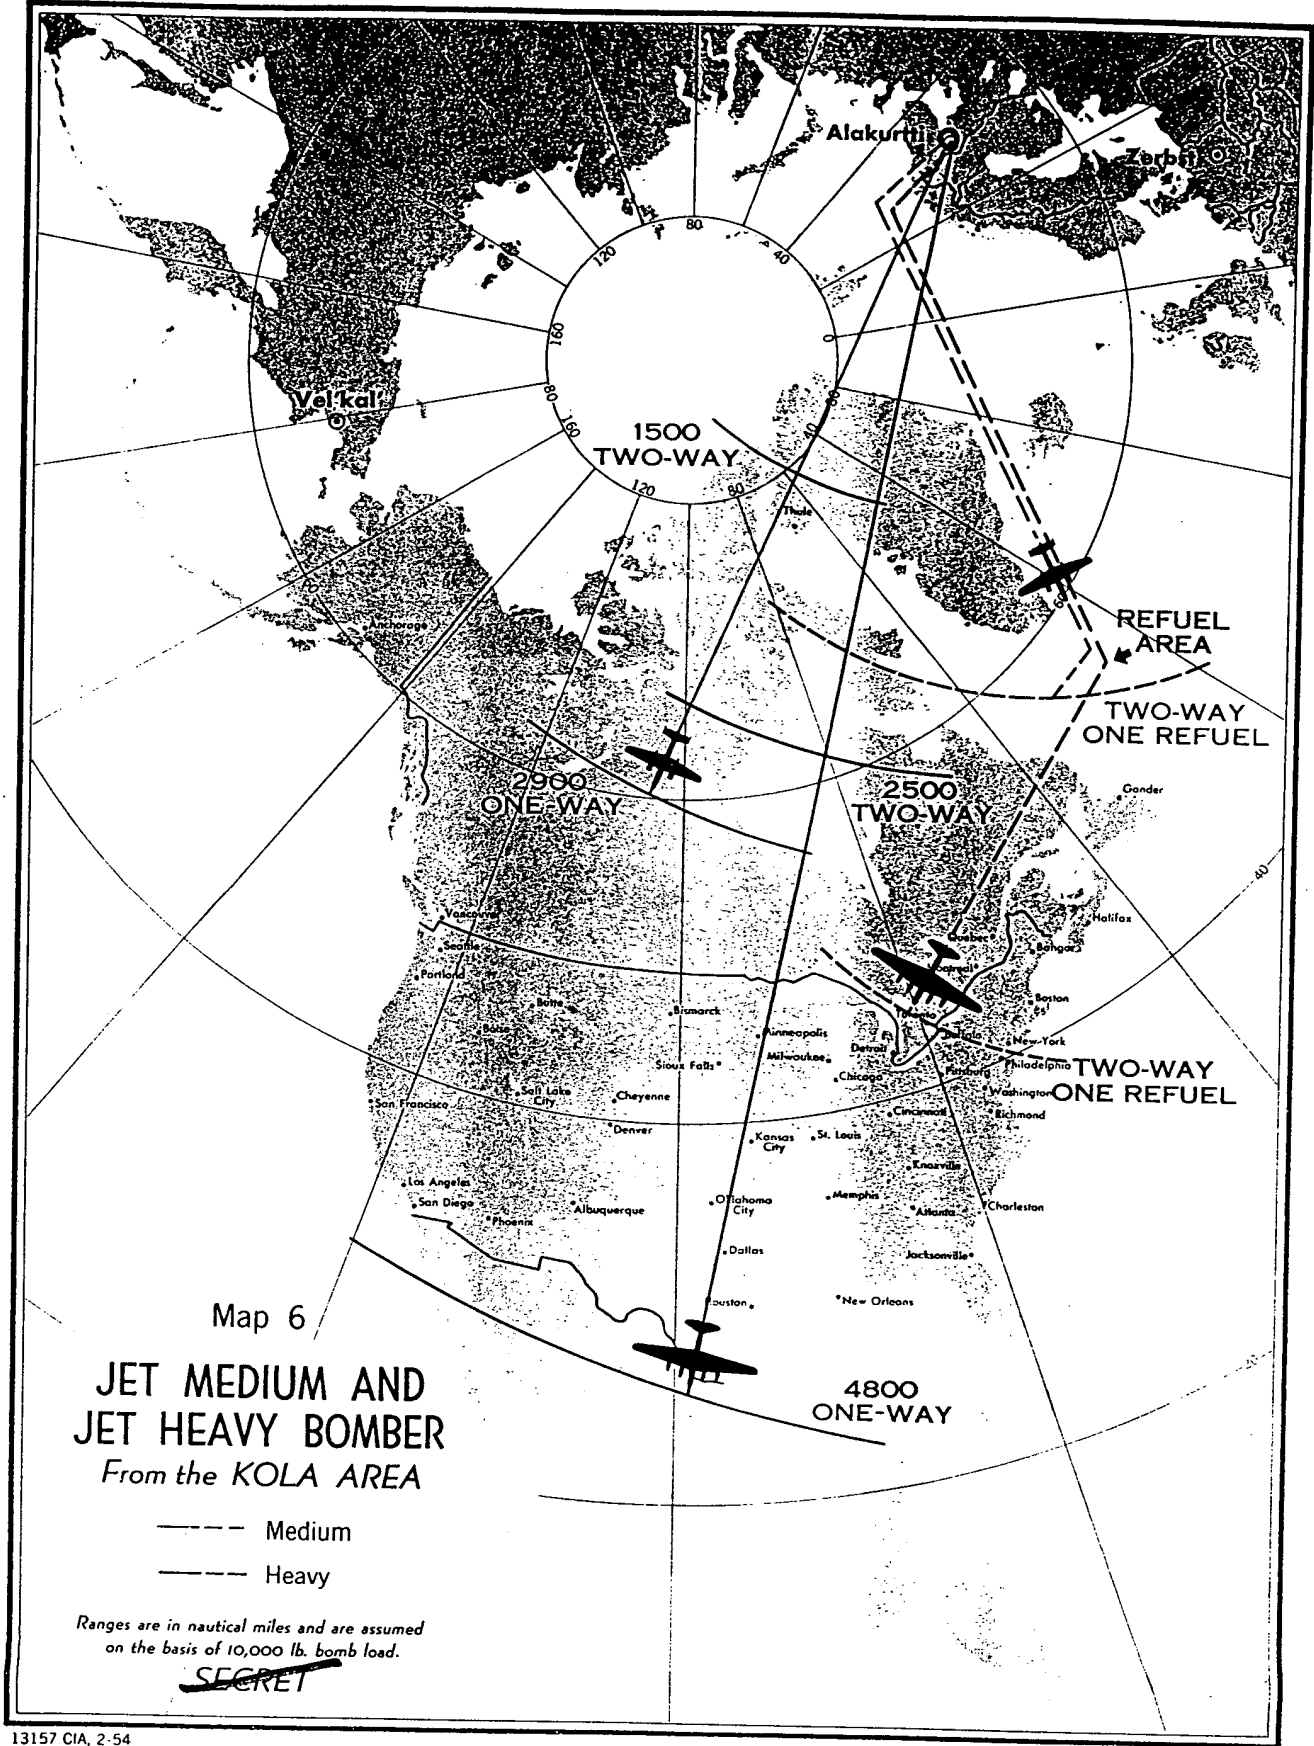 Alakurtti
Zerbst
80
120
40
160
0
Vel'kal'
80
160
60
40
1500
TWO-WAY
120
80
Thule
60
Anchorage
REFUEL
AREA
TWO-WAY
ONE REFUEL
2900
ONE-WAY
2500
TWO-WAY
Gander
40
Vancouver
Halifax
Quebec
Seattle
Bangor
Portland
Montreal
Butte
Boston
Bismarck
Toronto
Boise
Minneapolis
Buffalo
New York
Detroit
Milwaukee
Sioux Falls
Philadelphia
TWO-WAY
ONE REFUEL
Pittsburg
Chicago
Salt Lake
City
Cheyenne
Washington
San Francisco
Cincinnati
Richmond
Denver
Kansas
City
St. Louis
Knoxville
Los Angeles
San Diego
Albuquerque
Oklahoma
City
Memphis
Atlanta
Charleston
Phoenix
Dallas
Jacksonville
Houston
New Orleans
Map 6
JET MEDIUM AND
JET HEAVY BOMBER
From the KOLA AREA
4800
ONE-WAY
Medium
Heavy
Ranges are in nautical miles and are assumed
on the basis of 10,000 lb. bomb load.
SECRET
13157 CIA, 2-54